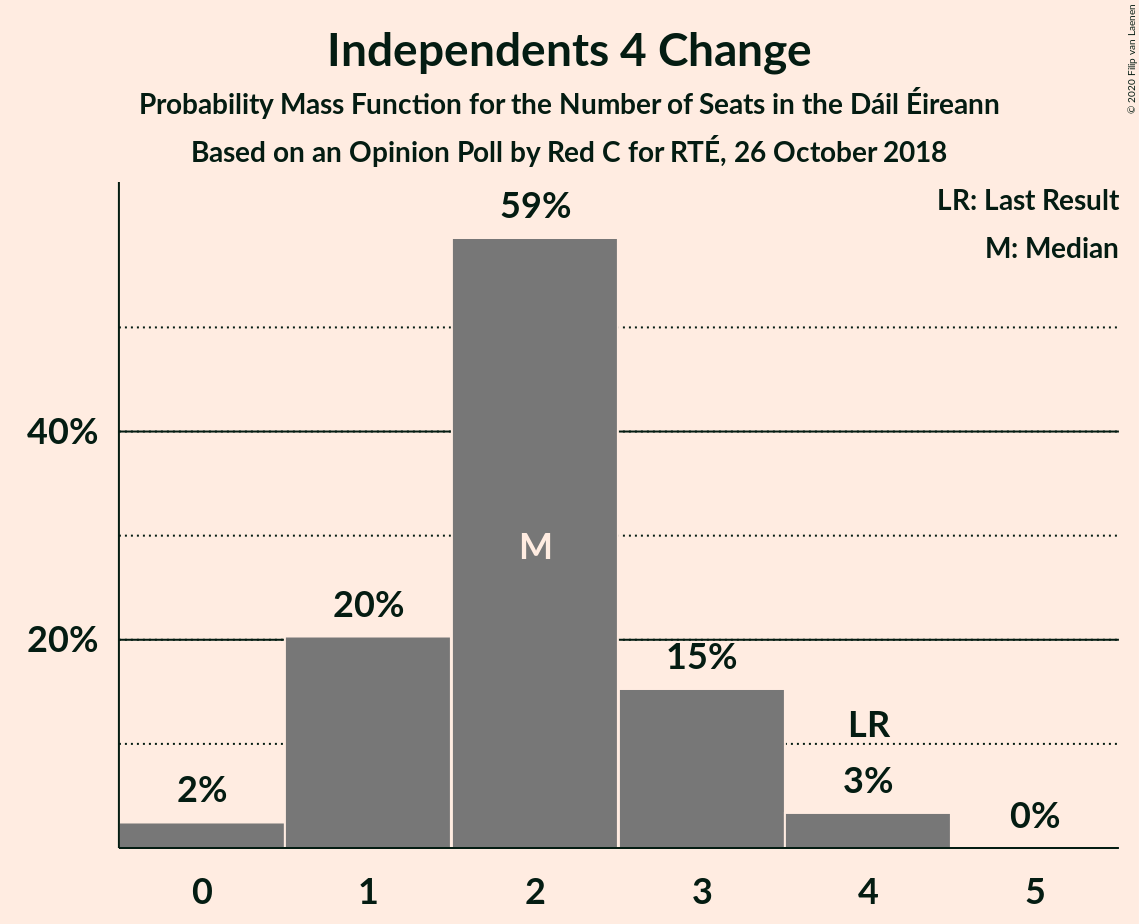 Independents 4 Change
Probability Mass Function for the Number of Seats in the Dáil Éireann
Based on an Opinion Poll by Red C for RTÉ, 26 October 2018
© 2020 Filip van Laenen
LR: Last Result
M: Median
59%
40%
M
20%
20%
15%
LR
2%
3%
0%
0 1 2 3 4 5